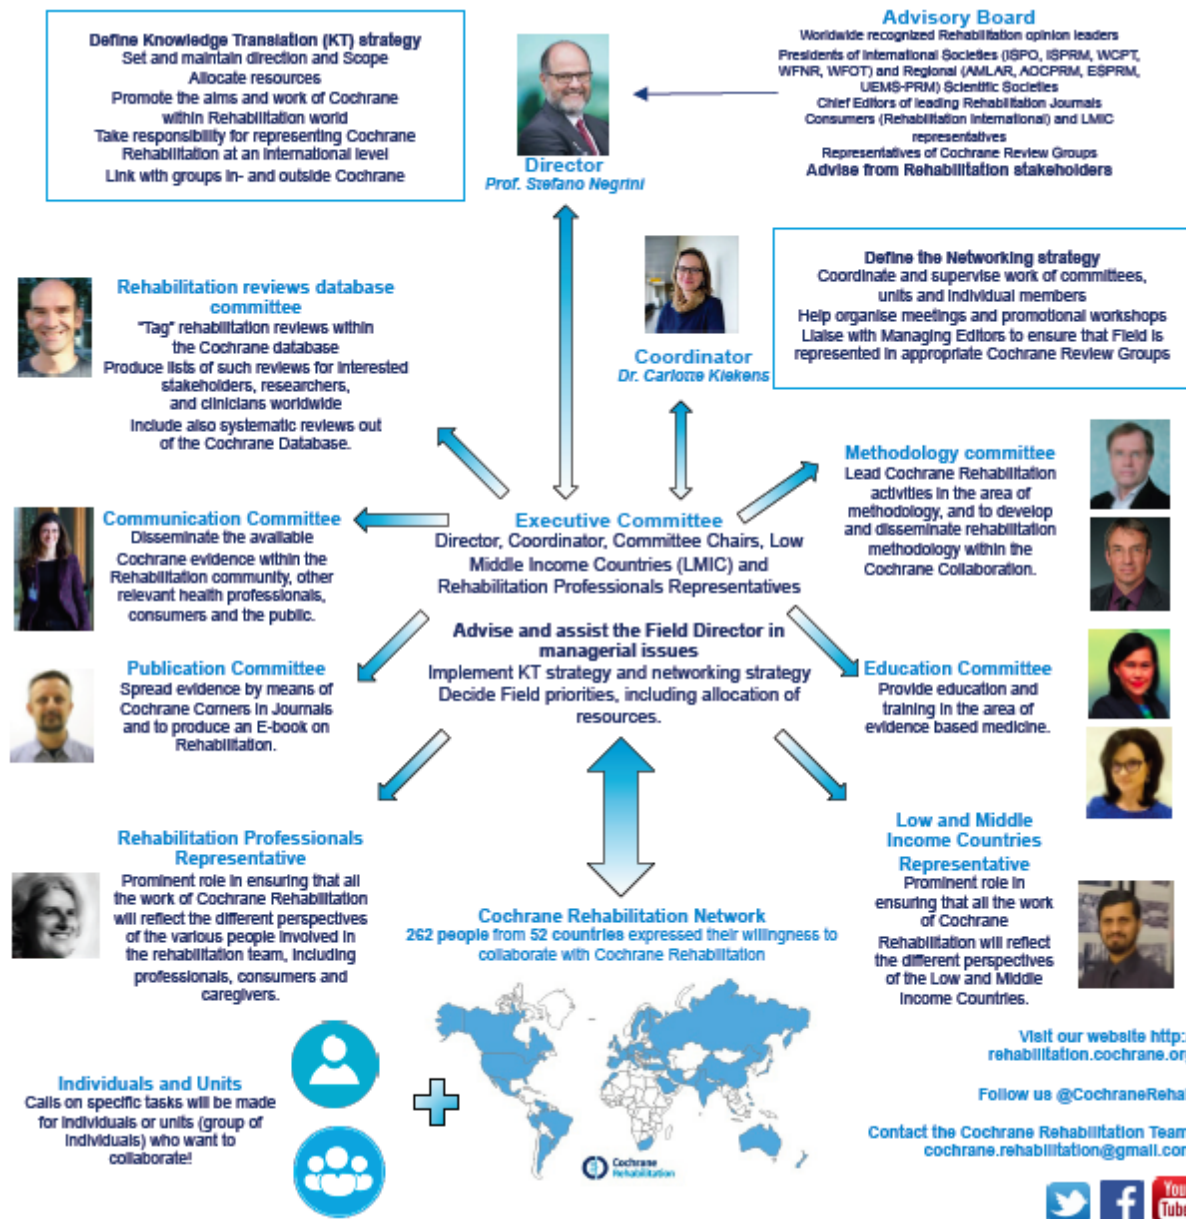 Define Knowledge Translation (KT) strategy
Set and maintain direction and Scope
Allocate resources
Promote the aims and work of Cochrane
within Rehabilitation world
Take responsibility for representing Cochrane
Rehabilitation at an international level
Link with groups in- and outside Cochrane
Director
Prof. Stefano Negrini
Advisory Board
Worldwide recognized Rehabilitation opinion leaders
Presidents of International Societies (ISPO, ISPRM, WCPT,
WFNR, WFOT) and Regional (AMLAR, AOCPRM, ESPRM,
UEMS-PRM) Scientific Societies
Chief Editors of leading Rehabilitation Journals
Consumers (Rehabilitation International) and LMIC
representatives
Representatives of Cochrane Review Groups
Advise from Rehabilitation stakeholders
Coordinator
Dr. Carlotte Kiekens
Define the Networking strategy
Coordinate and supervise work of committees,
units and individual members
Help organise meetings and promotional workshops
Liaise with Managing Editors to ensure that Field is
represented in appropriate Cochrane Review Groups
Rehabilitation reviews database
committee
"Tag" rehabilitation reviews within
the Cochrane database
Produce lists of such reviews for interested
stakeholders, researchers,
and clinicians worldwide
Include also systematic reviews out
of the Cochrane Database.
Methodology committee
Lead Cochrane Rehabilitation
activities in the area of
methodology, and to develop
and disseminate rehabilitation
methodology within the
Cochrane Collaboration.
Communication Committee
Disseminate the available
Cochrane evidence within the
Rehabilitation community, other
relevant health professionals,
consumers and the public.
Executive Committee
Director, Coordinator, Committee Chairs, Low
Middle Income Countries (LMIC) and
Rehabilitation Professionals Representatives
Advise and assist the Field Director in
managerial issues
Implement KT strategy and networking strategy
Decide Field priorities, including allocation of
resources.
Publication Committee
Spread evidence by means of
Cochrane Corners in Journals
and to produce an E-book on
Rehabilitation.
Education Committee
Provide education and
training in the area of
evidence based medicine.
Rehabilitation Professionals
Representative
Prominent role in ensuring that all
the work of Cochrane Rehabilitation
will reflect the different perspectives
of the various people involved in
the rehabilitation team, including
professionals, consumers and
caregivers.
Low and Middle
Income Countries
Representative
Prominent role in
ensuring that all the work
of Cochrane
Rehabilitation will reflect
the different perspectives
of the Low and Middle
Income Countries.
Cochrane Rehabilitation Network
262 people from 52 countries expressed their willingness to
collaborate with Cochrane Rehabilitation
Individuals and Units
Calls on specific tasks will be made
for individuals or units (group of
individuals) who want to
collaborate!
Cochrane
Rehabilitation
Visit our website http:
rehabilitation.cochrane.or
Follow us @CochraneReha
Contact the Cochrane Rehabilitation Team
cochrane.rehabilitation@gmail.co
You
Tube